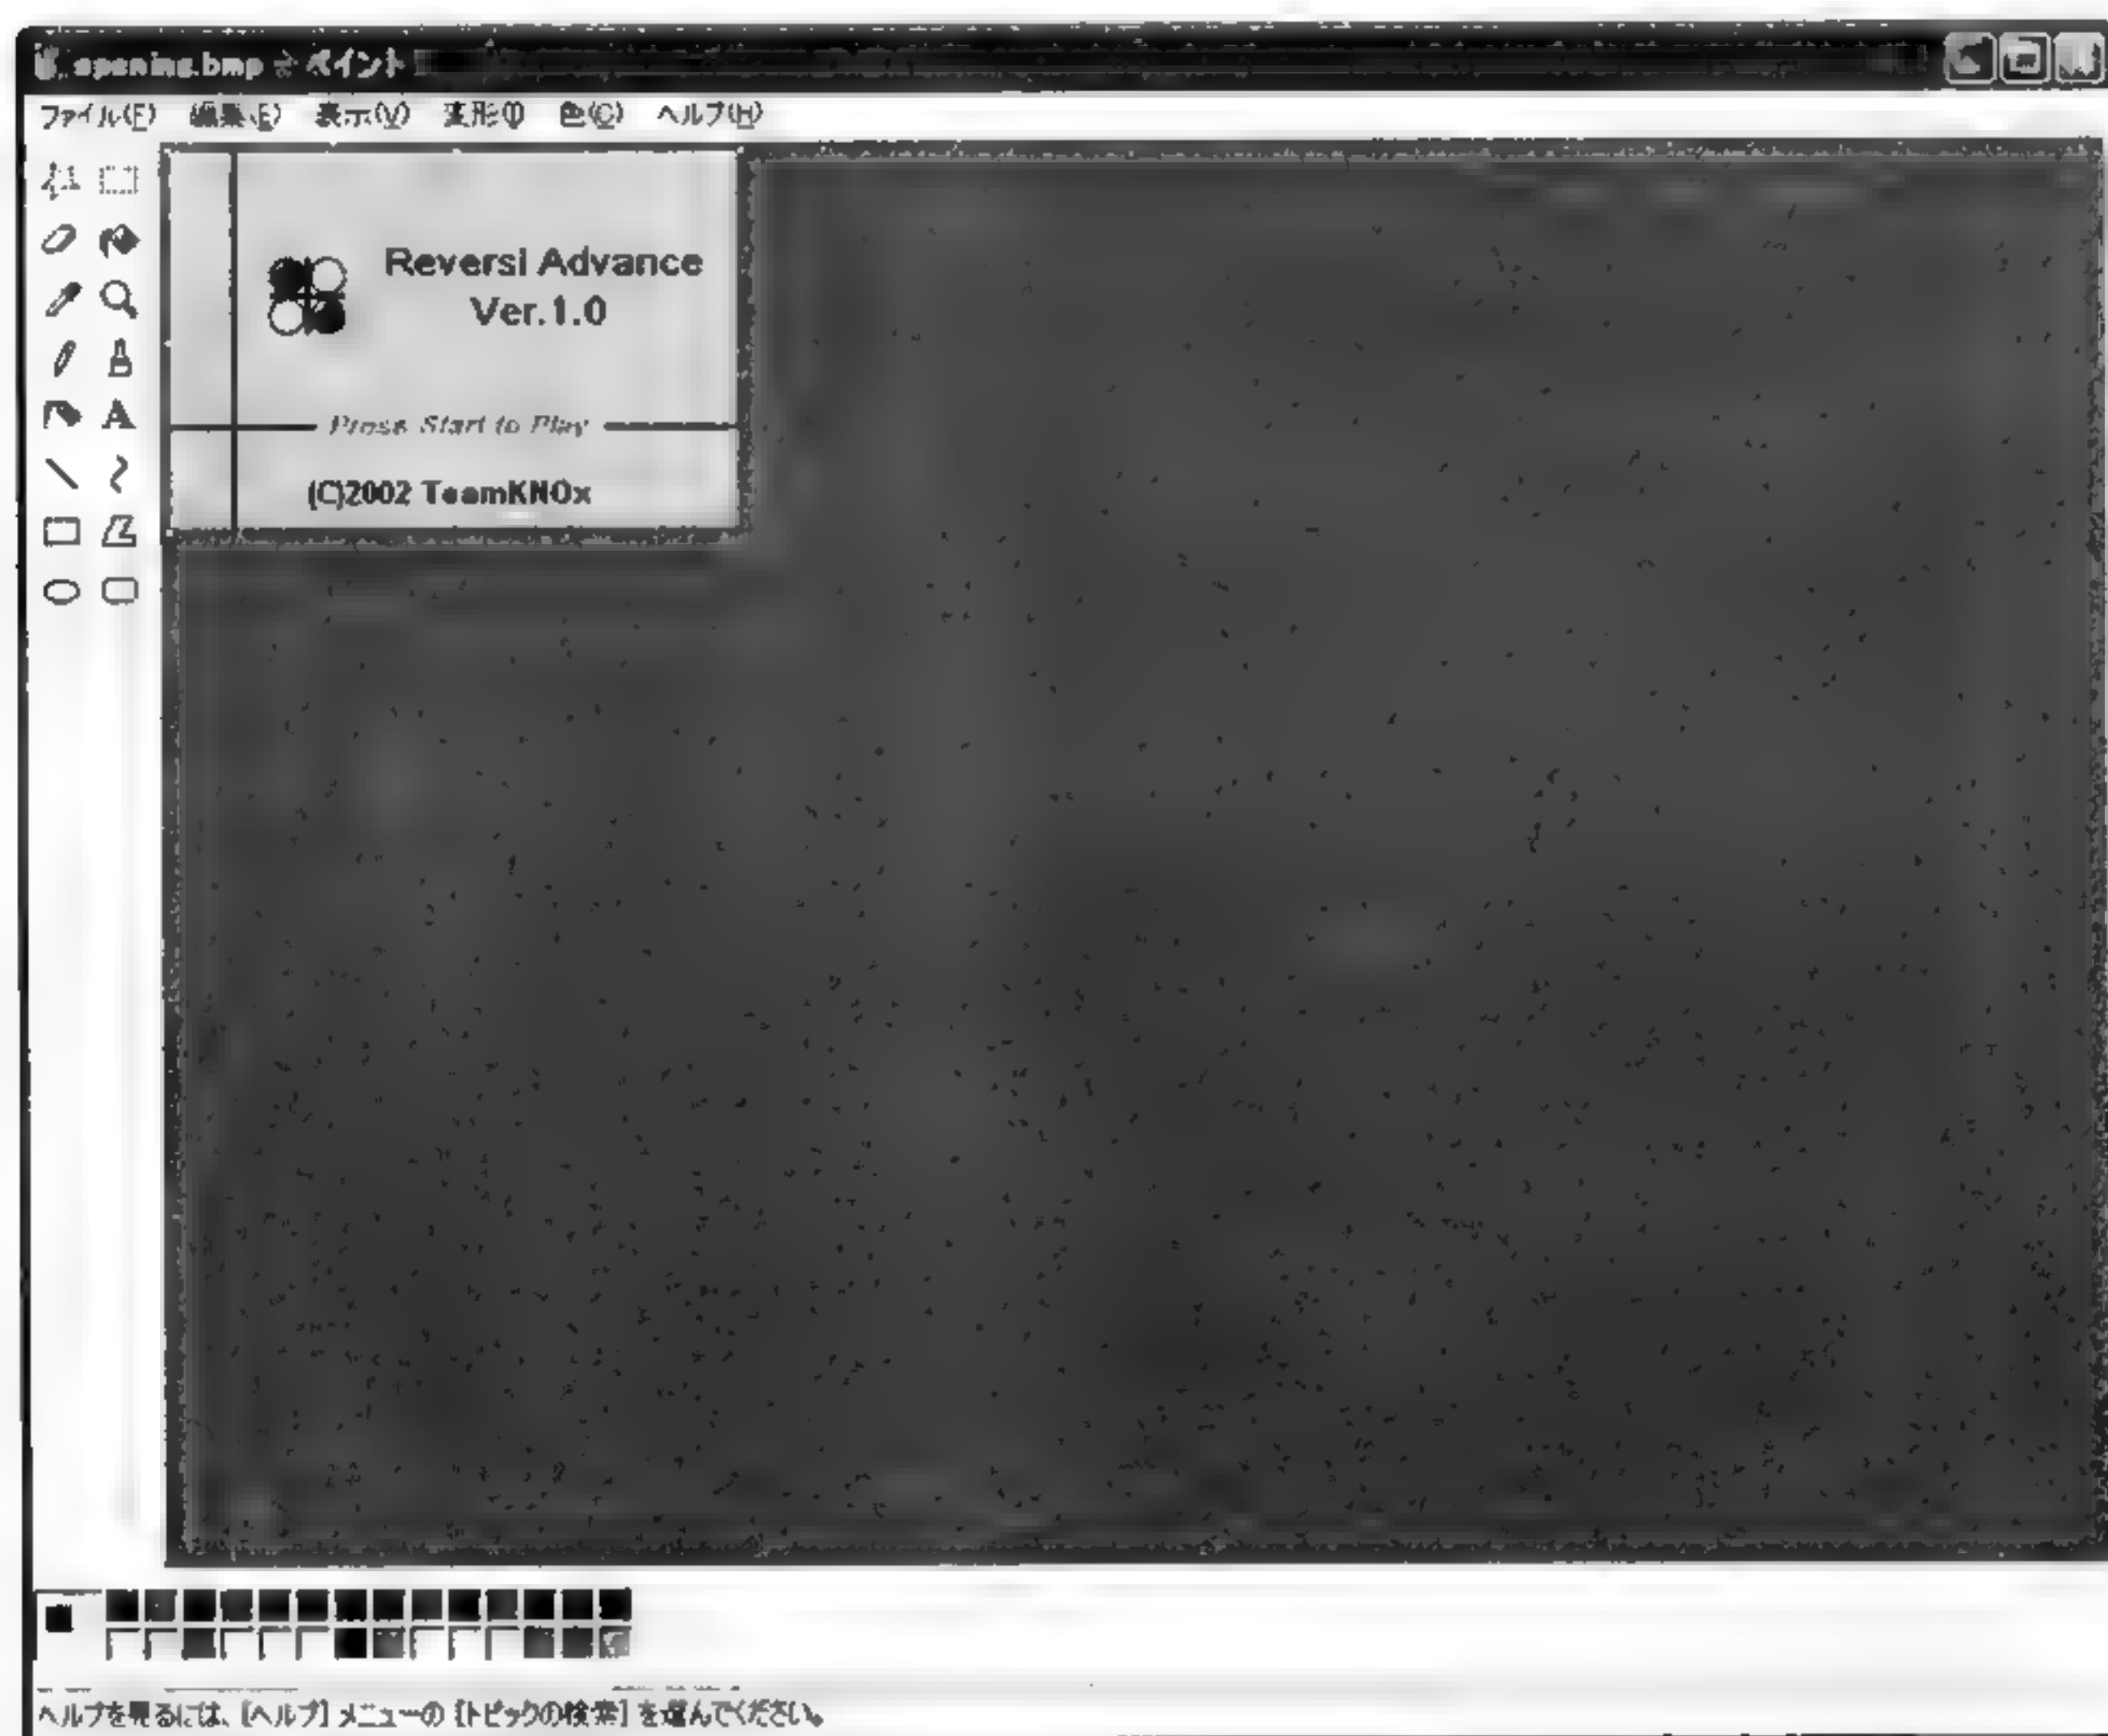 opening.bmp - ペイント
ファイル(F) 編集(E) 表示(V) 変形(I) 色(C) ヘルプ(H)
Reversi Advance
Ver.1.0
Press Start to Play
(C)2002 TeamKNOx
ヘルプを見るには、[ヘルプ] メニューの [トピックの検索] を選んでください。